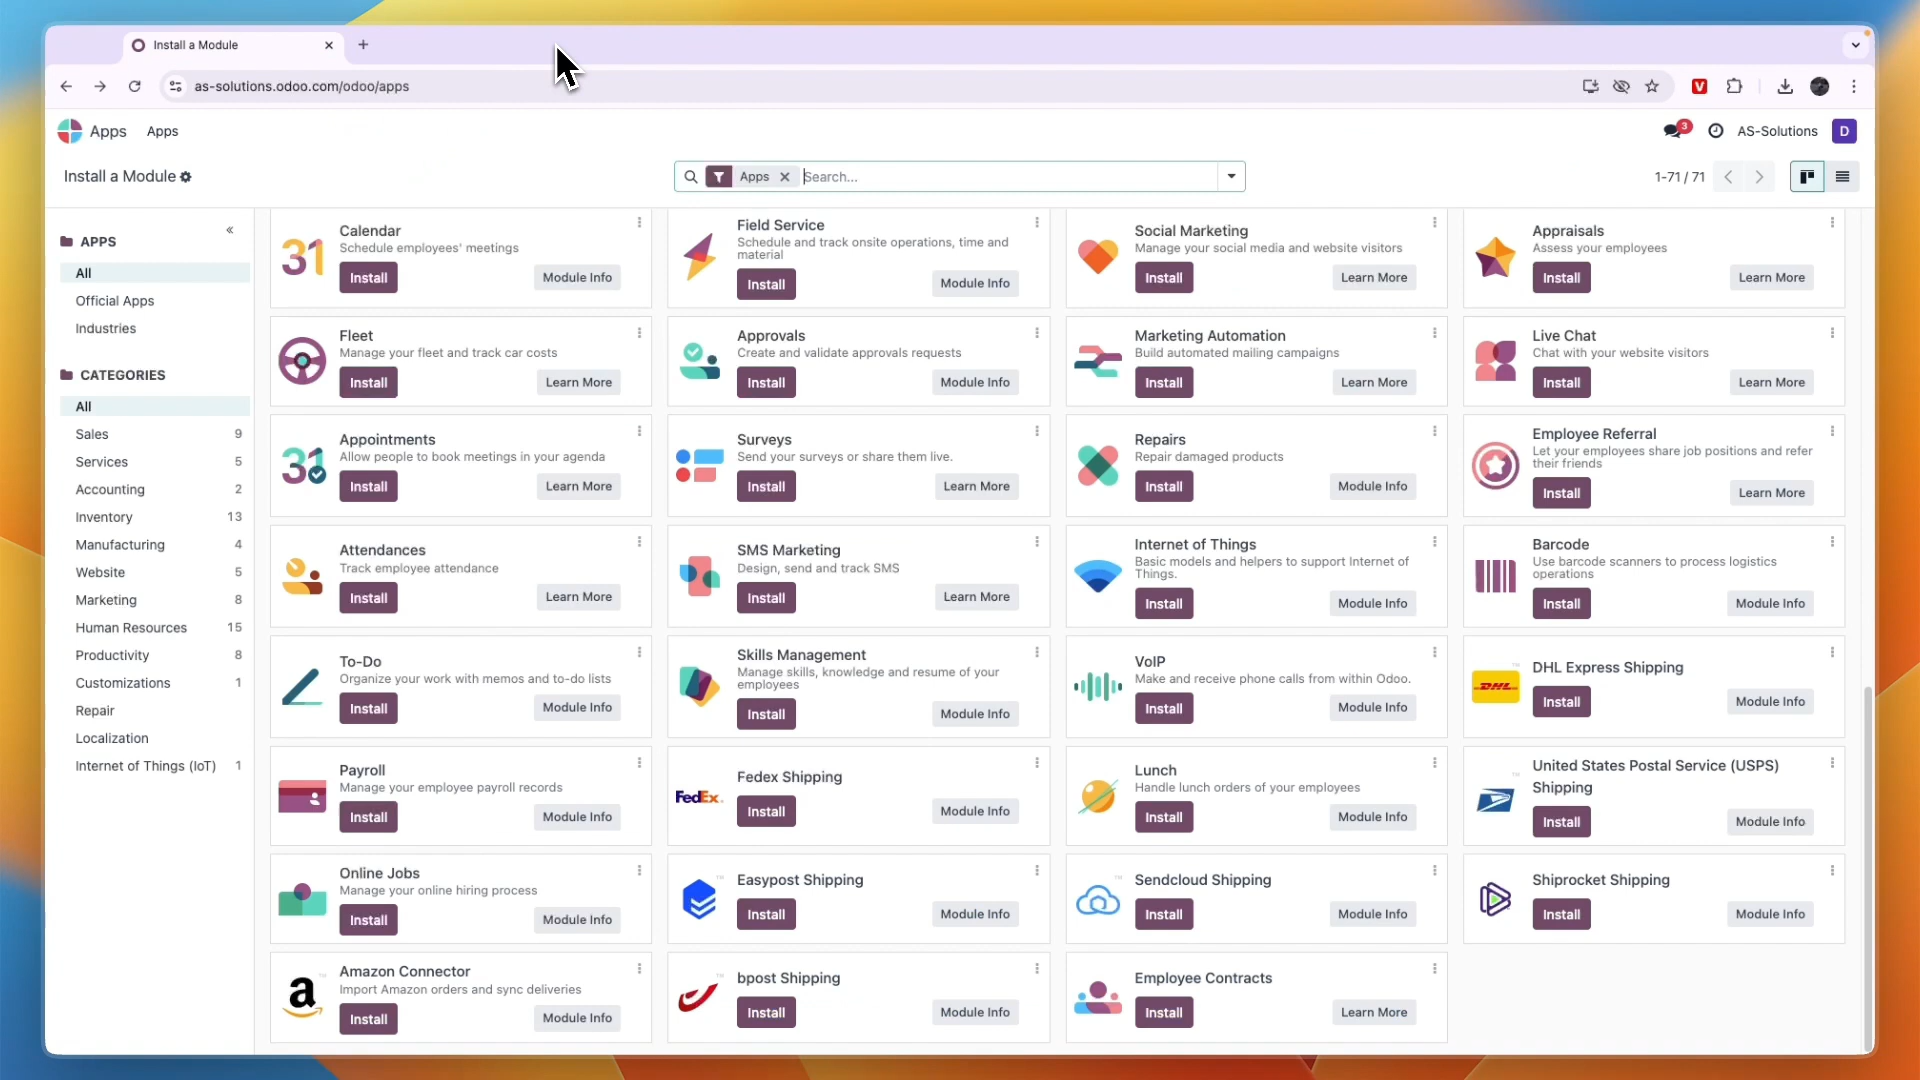 Install a Module
as-solutions.odoo.com/odoo/apps
V
Apps Apps
3 AS-Solutions D
Install a Module
Apps Search...
1-71 / 71
APPS
All
Official Apps
Industries
CATEGORIES
All
Sales 9
Services 5
Accounting 2
Inventory 13
Manufacturing 4
Website 5
Marketing 8
Human Resources 15
Productivity 8
Customizations 1
Repair
Localization
Internet of Things (IoT) 1
31
Calendar
Schedule employees' meetings
Install Module Info
Field Service
Schedule and track onsite operations, time and
material
Install Module Info
Social Marketing
Manage your social media and website visitors
Install Learn More
Appraisals
Assess your employees
Install Learn More
Fleet
Manage your fleet and track car costs
Install Learn More
Approvals
Create and validate approvals requests
Install Module Info
Marketing Automation
Build automated mailing campaigns
Install Learn More
Live Chat
Chat with your website visitors
Install Learn More
31
Appointments
Allow people to book meetings in your agenda
Install Learn More
Surveys
Send your surveys or share them live.
Install Learn More
Repairs
Repair damaged products
Install Module Info
Employee Referral
Let your employees share job positions and refer
their friends
Install Learn More
Attendances
Track employee attendance
Install Learn More
SMS Marketing
Design, send and track SMS
Install Learn More
Internet of Things
Basic models and helpers to support Internet of
Things.
Install Module Info
Barcode
Use barcode scanners to process logistics
operations
Install Module Info
To-Do
Organize your work with memos and to-do lists
Install Module Info
Skills Management
Manage skills, knowledge and resume of your
employees
Install Module Info
VoIP
Make and receive phone calls from within Odoo.
Install Module Info
DHL
DHL Express Shipping
Install Module Info
Payroll
Manage your employee payroll records
Install Module Info
FedEx
Fedex Shipping
Install Module Info
Lunch
Handle lunch orders of your employees
Install Module Info
United States Postal Service (USPS)
Shipping
Install Module Info
Online Jobs
Manage your online hiring process
Install Module Info
Easypost Shipping
Install Module Info
Sendcloud Shipping
Install Module Info
Shiprocket Shipping
Install Module Info
a
Amazon Connector
Import Amazon orders and sync deliveries
Install Module Info
bpost Shipping
Install Module Info
Employee Contracts
Install Learn More